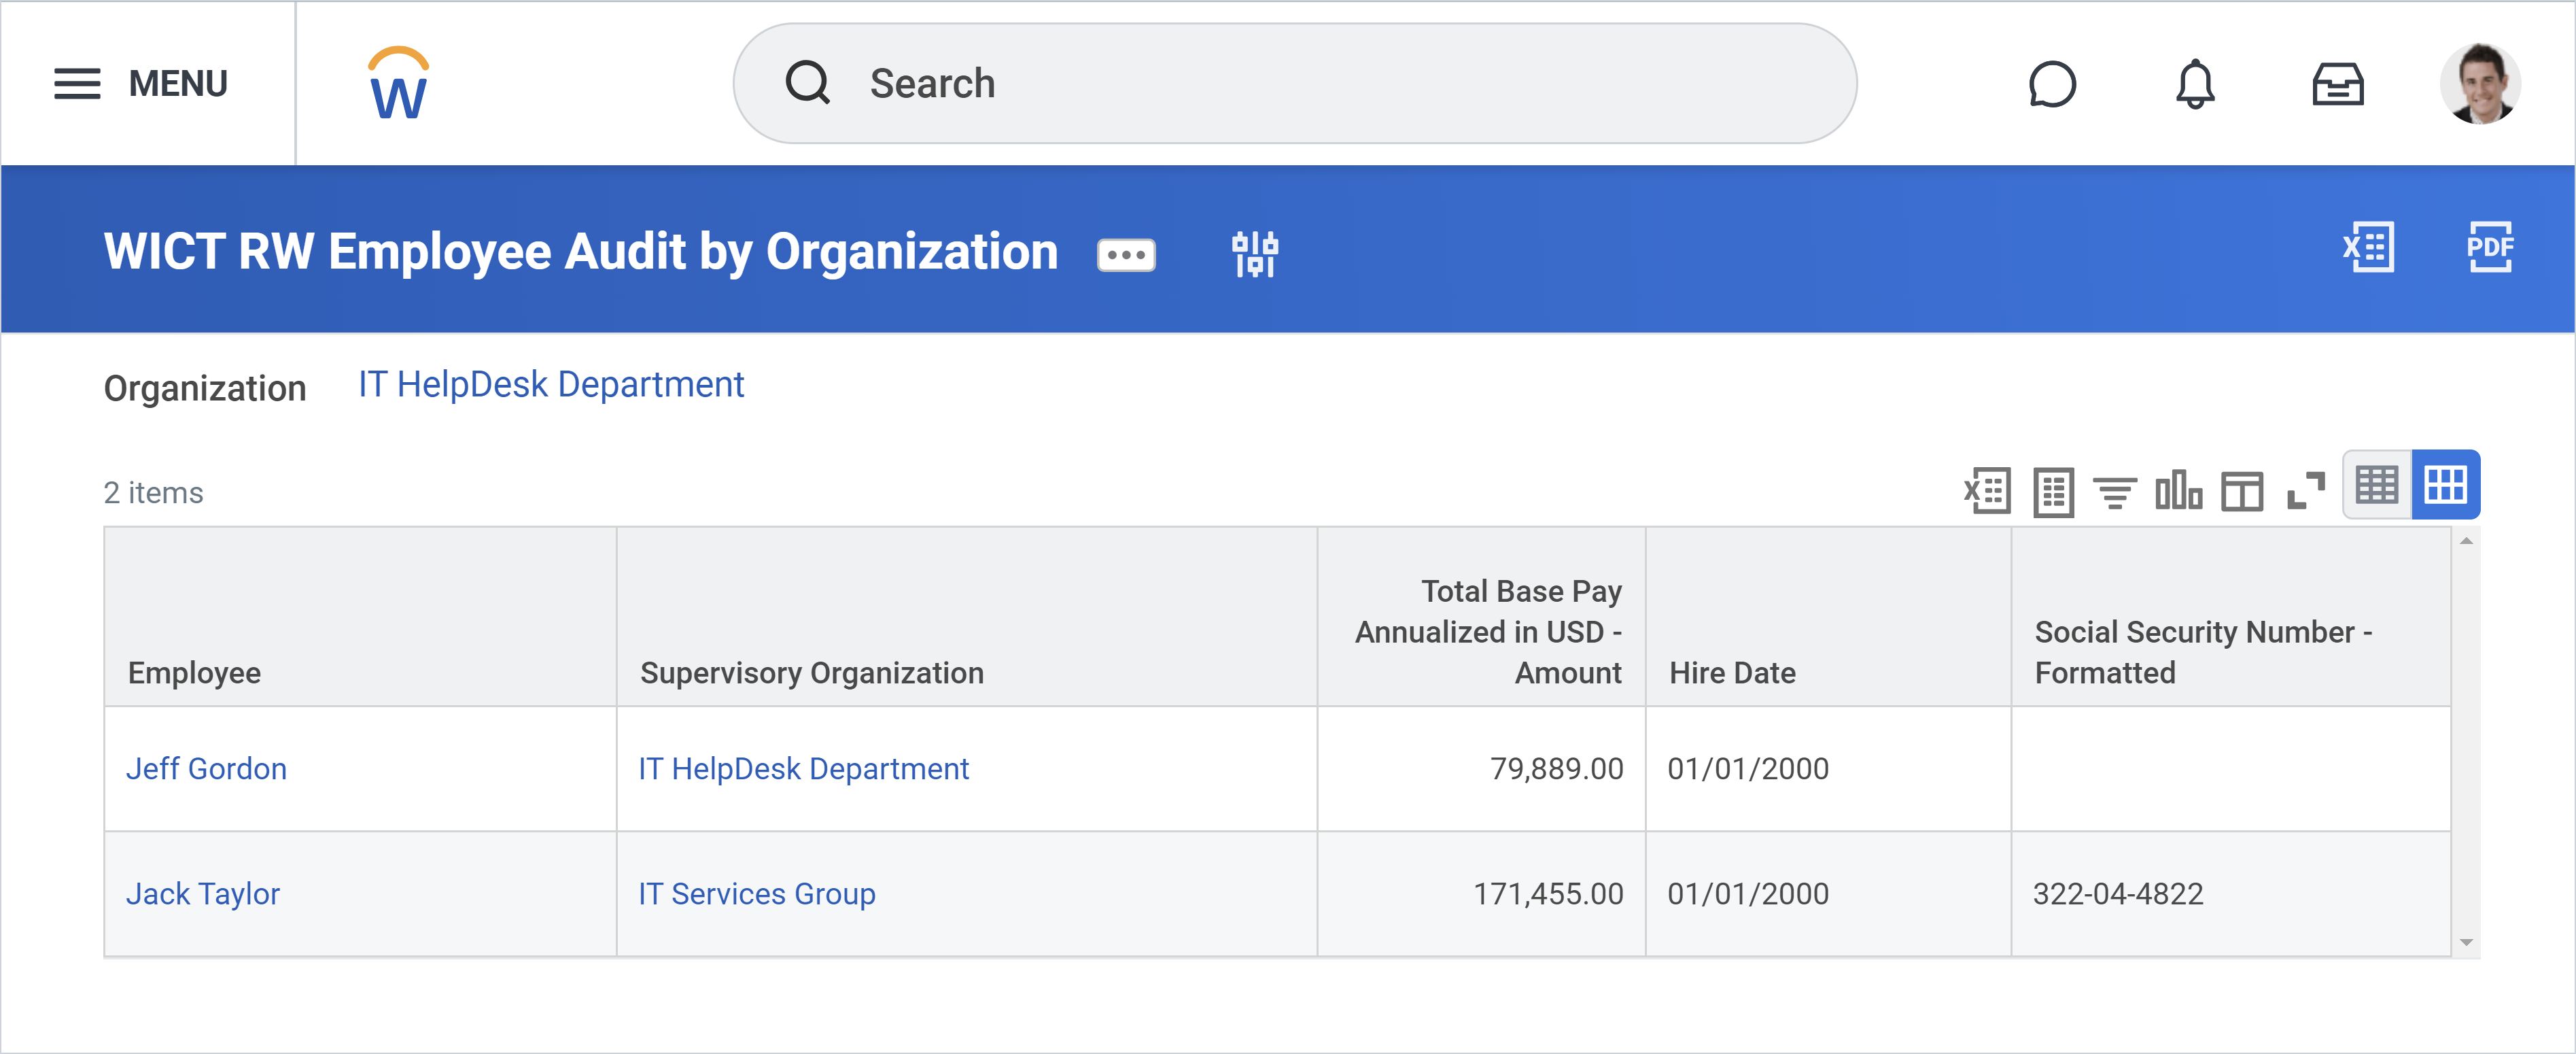 MENU
W
Search
WICT RW Employee Audit by Organization
X
PDF
Organization IT HelpDesk Department
2 items
X
Employee
Supervisory Organization
Total Base Pay
Annualized in USD -
Amount
Hire Date
Social Security Number -
Formatted
Jeff Gordon IT HelpDesk Department 79,889.00 01/01/2000
Jack Taylor IT Services Group 171,455.00 01/01/2000 322-04-4822